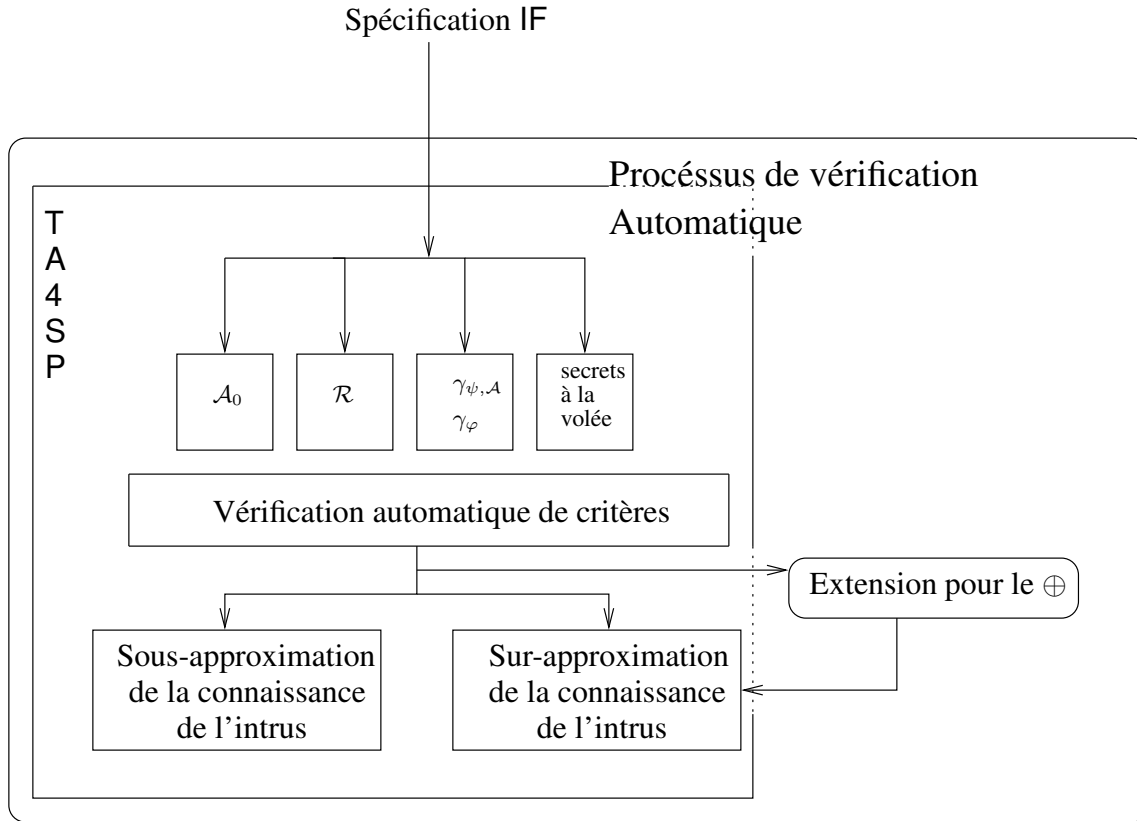 Spécification IF
Procéssus de vérification
Automatique
T
A
4
S
P
𝒜₀
ℛ
γψ,𝒜
γφ
secrets
à la
volée
Vérification automatique de critères
Extension pour le ⊕
Sous-approximation
de la connaissance
de l'intrus
Sur-approximation
de la connaissance
de l'intrus